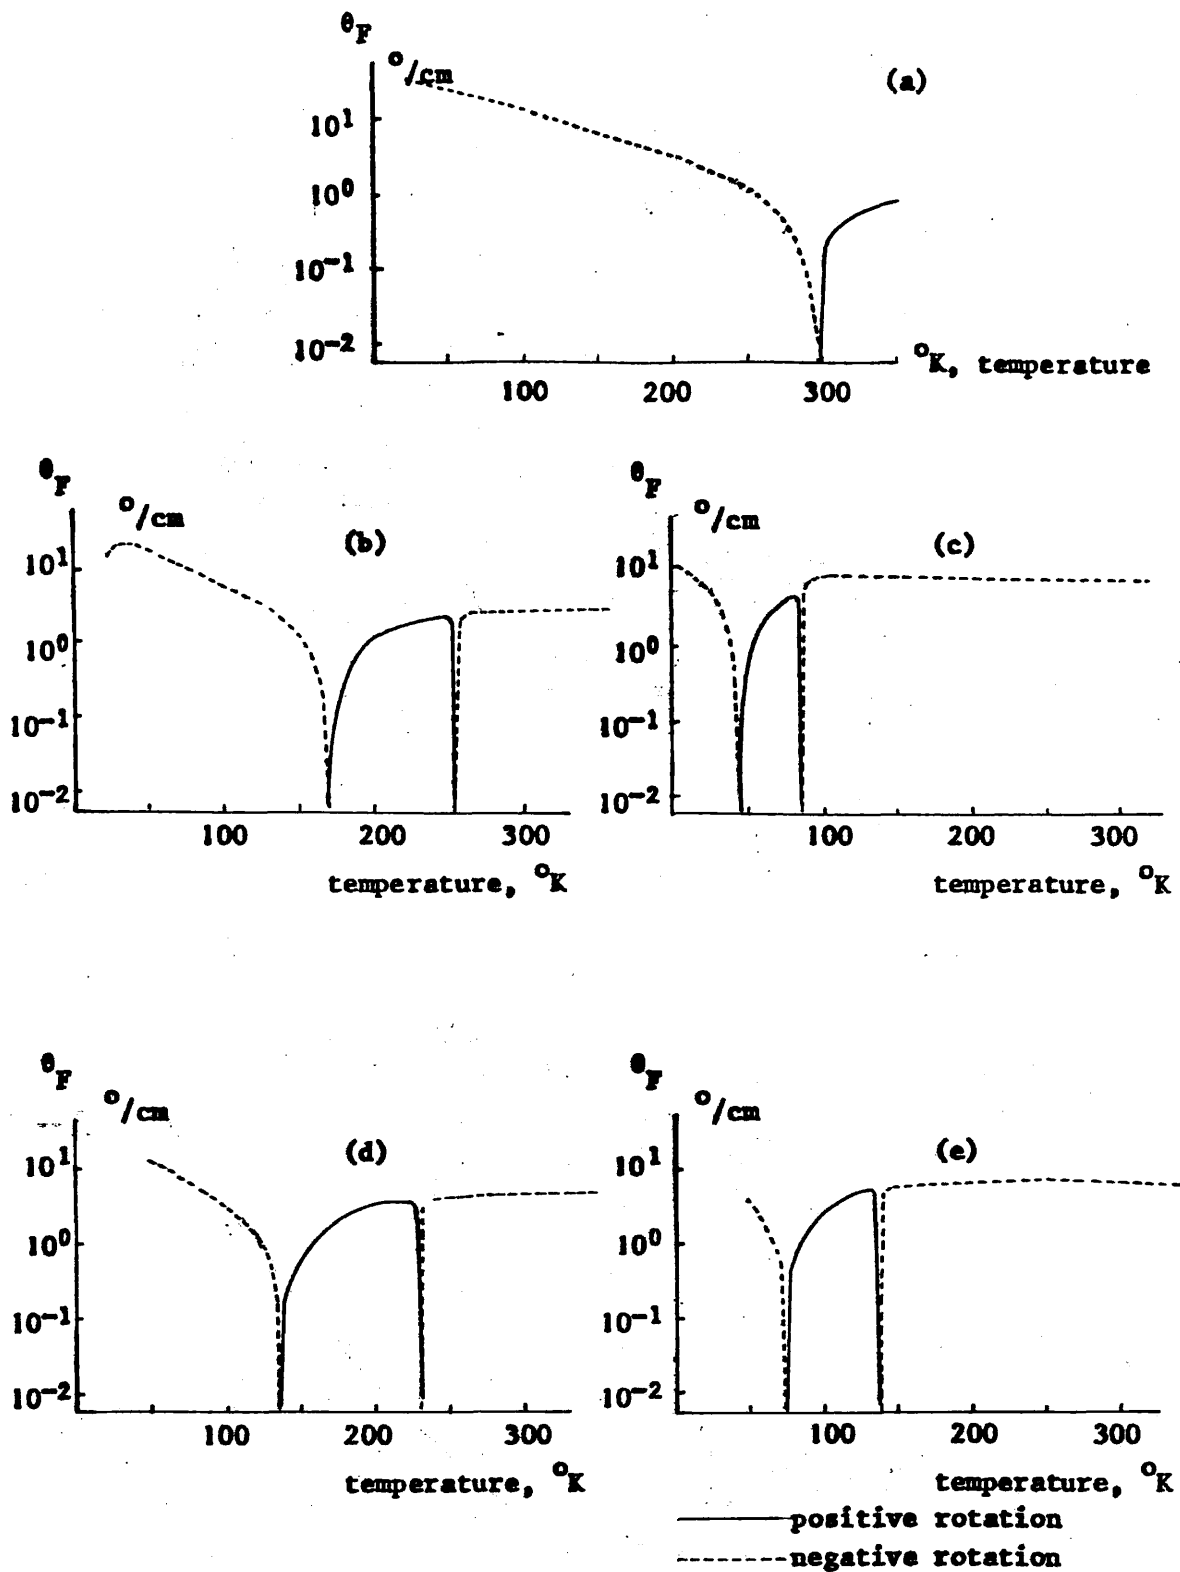 θF
°/cm
(a)
10¹
10⁰
10⁻¹
10⁻²
100 200 300
°K, temperature
θF
°/cm
(b)
10¹
10⁰
10⁻¹
10⁻²
100 200 300
temperature, °K
θF
°/cm
(c)
10¹
10⁰
10⁻¹
10⁻²
100 200 300
temperature, °K
θF
°/cm
(d)
10¹
10⁰
10⁻¹
10⁻²
100 200 300
temperature, °K
θF
°/cm
(e)
10¹
10⁰
10⁻¹
10⁻²
100 200 300
temperature, °K
positive rotation
negative rotation